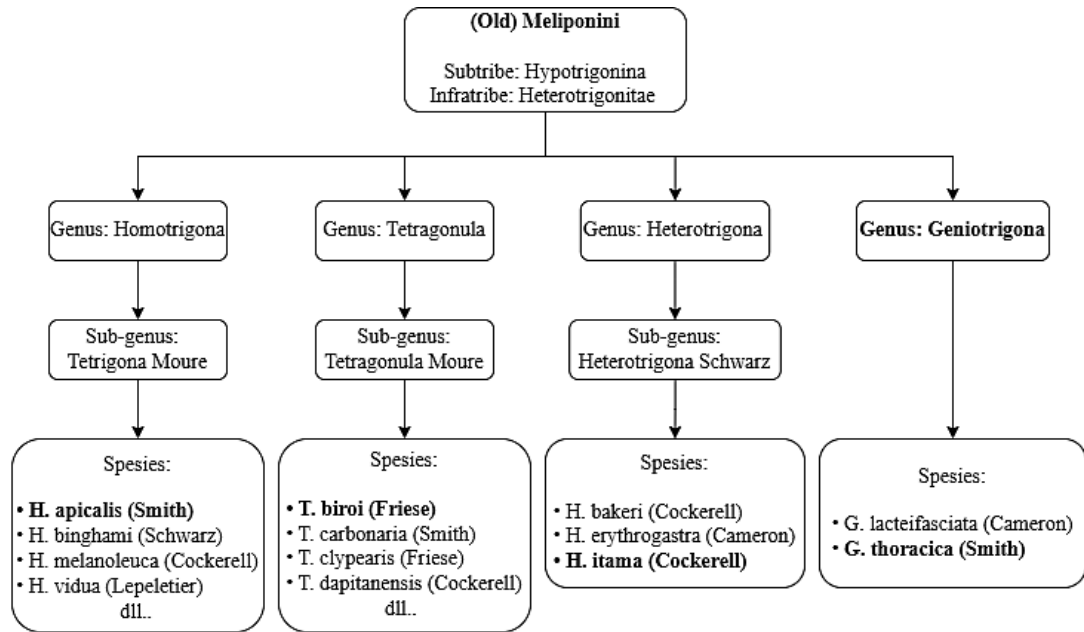 (Old) Meliponini
Subtribe: Hypotrigonina
Infratribe: Heterotrigonitae
Genus: Homotrigona
Genus: Tetragonula
Genus: Heterotrigona
Genus: Geniotrigona
Sub-genus:
Tetrigona Moure
Sub-genus:
Tetragonula Moure
Sub-genus:
Heterotrigona Schwarz
Spesies:
• H. apicalis (Smith)
• H. binghami (Schwarz)
• H. melanoleuca (Cockerell)
• H. vidua (Lepeletier)
dll..
Spesies:
• T. biroi (Friese)
• T. carbonaria (Smith)
• T. clypearis (Friese)
• T. dapitanensis (Cockerell)
dll..
Spesies:
• H. bakeri (Cockerell)
• H. erythrogastra (Cameron)
• H. itama (Cockerell)
Spesies:
• G. lacteifasciata (Cameron)
• G. thoracica (Smith)